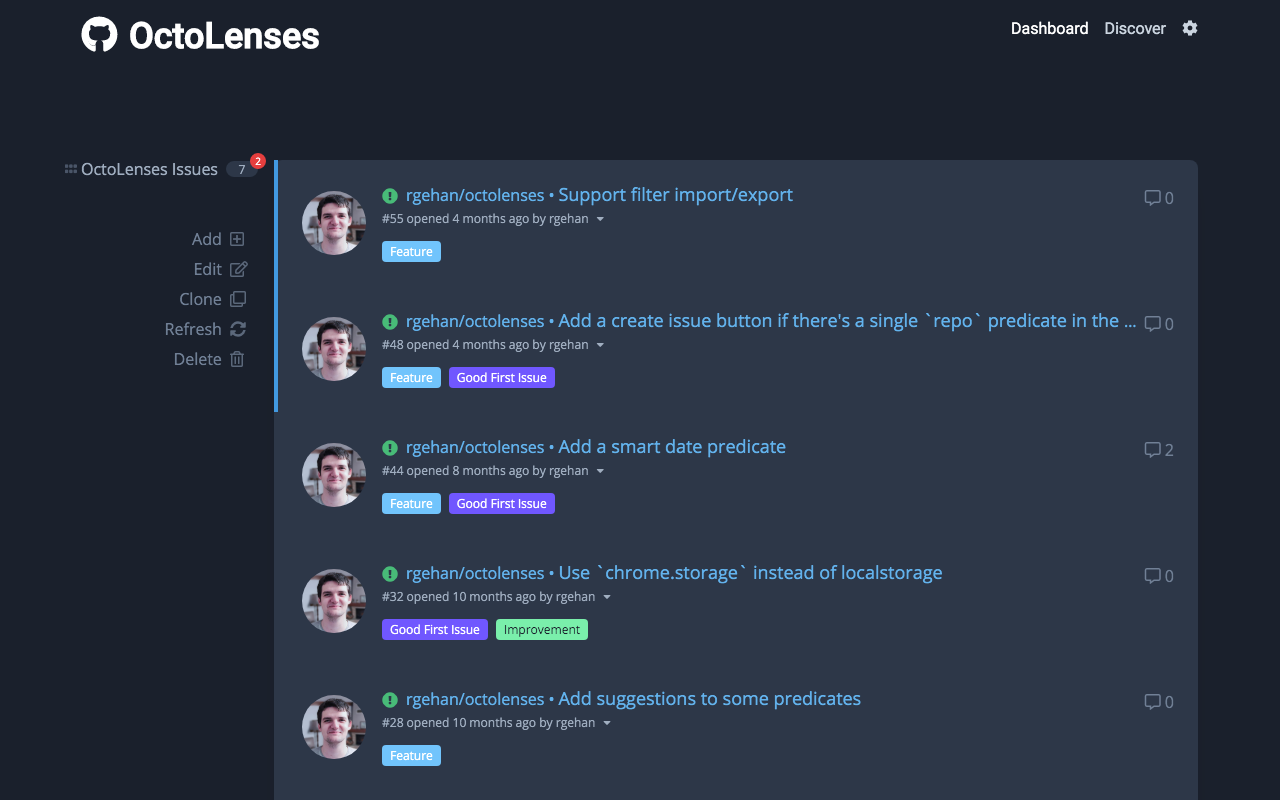 OctoLenses
Dashboard Discover
OctoLenses Issues 7 2
Add
Edit
Clone
Refresh
Delete
rgehan/octolenses • Support filter import/export 0
#55 opened 4 months ago by rgehan
Feature
rgehan/octolenses • Add a create issue button if there's a single `repo` predicate in the ... 0
#48 opened 4 months ago by rgehan
Feature Good First Issue
rgehan/octolenses • Add a smart date predicate 2
#44 opened 8 months ago by rgehan
Feature Good First Issue
rgehan/octolenses • Use `chrome.storage` instead of localstorage 0
#32 opened 10 months ago by rgehan
Good First Issue Improvement
rgehan/octolenses • Add suggestions to some predicates 0
#28 opened 10 months ago by rgehan
Feature